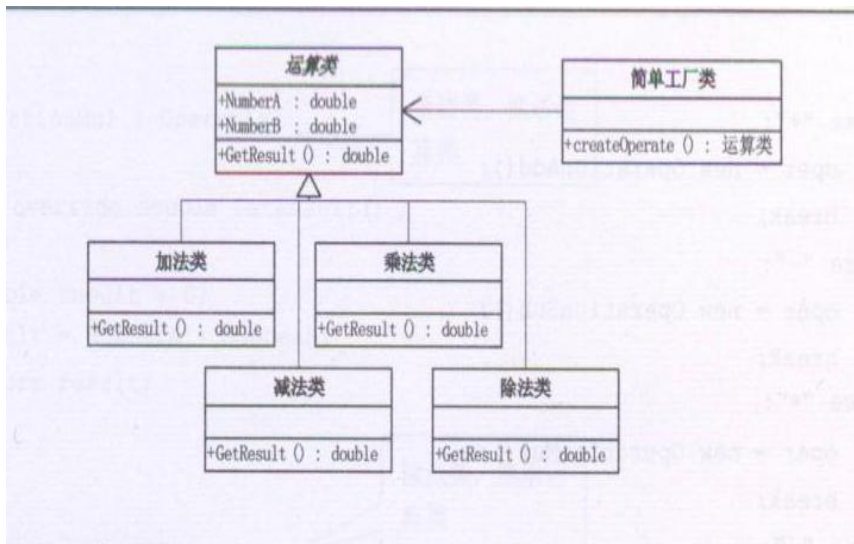 运算类
+NumberA : double
+NumberB : double
+GetResult () : double
简单工厂类
+createOperate () : 运算类
加法类
+GetResult () : double
乘法类
+GetResult () : double
减法类
+GetResult () : double
除法类
+GetResult () : double